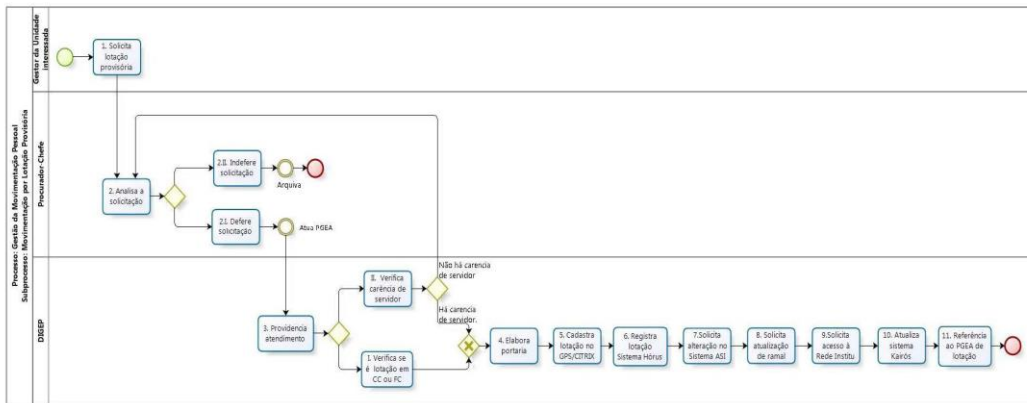 Processo: Gestão da Movimentação Pessoal
Subprocesso: Movimentação por Lotação Provisória
Gestor da Unidade
interessada
1. Solicita
lotação
provisória
Procurador-Chefe
2. Analisa a
solicitação
2.II. Indefere
solicitação
Arquiva
2.I. Defere
solicitação
Atua PGEA
DIGEP
3. Providencia
atendimento
II. Verifica
carência de
servidor
Não há carencia
de servidor
Há carencia
de servidor.
I. Verifica se
é lotação em
CC ou FC
4. Elabora
portaria
5. Cadastra
lotação no
GPS/CITRIX
6. Registra
lotação
Sistema Hórus
7.Solicita
alteração no
Sistema ASI
8. Solicita
atualização
de ramal
9.Solicita
acesso à
Rede Institu
10. Atualiza
sistema
Kairós
11. Referência
ao PGEA de
lotação